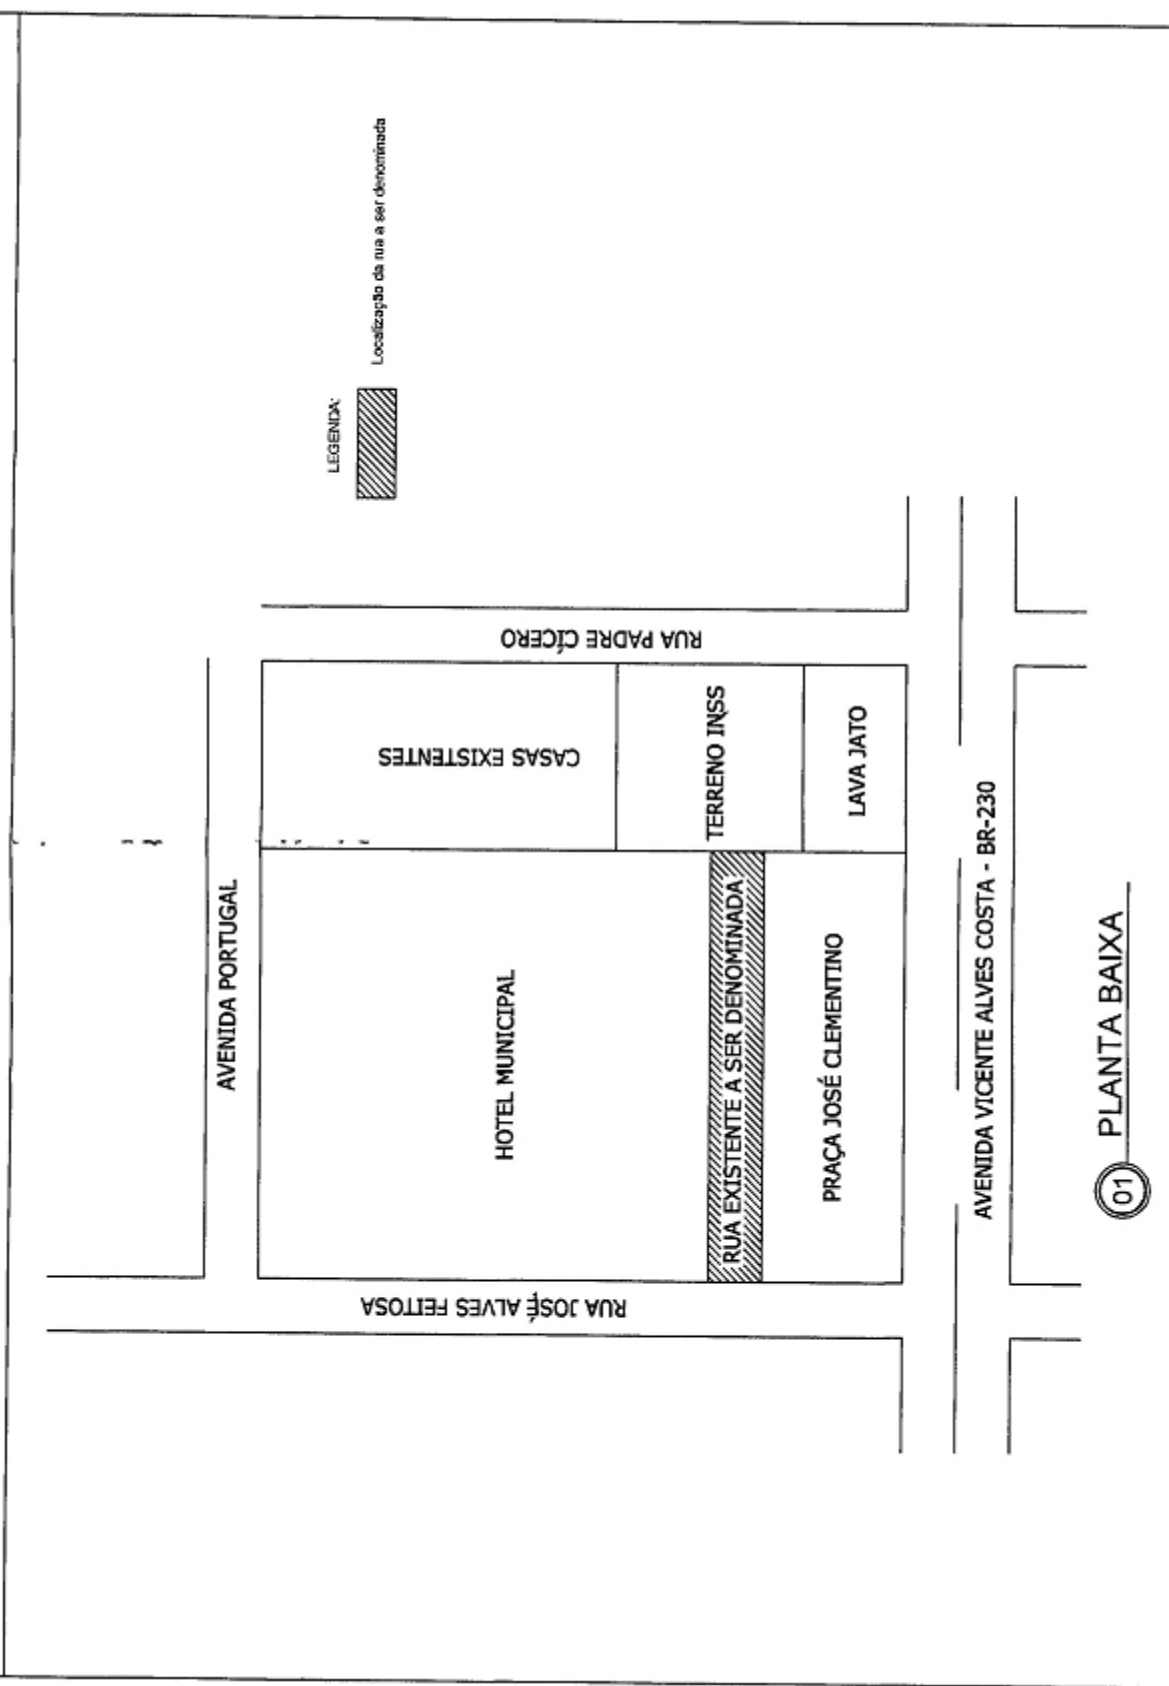 AVENIDA PORTUGAL
LEGENDA:
Localização da rua a ser denominada
RUA JOSÉ ALVES FEITOSA
HOTEL MUNICIPAL
CASAS EXISTENTES
RUA PADRE CÍCERO
TERRENO INSS
RUA EXISTENTE A SER DENOMINADA
PRAÇA JOSÉ CLEMENTINO
LAVA JATO
AVENIDA VICENTE ALVES COSTA - BR-230
01 PLANTA BAIXA